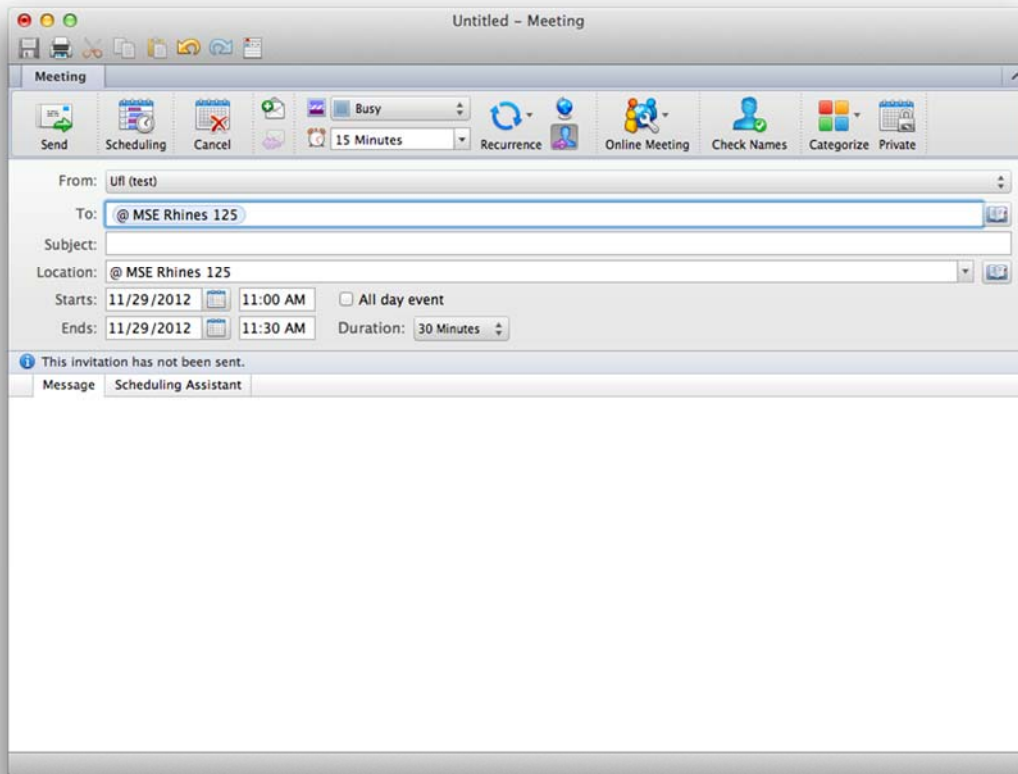 Untitled – Meeting
Meeting
Busy
15 Minutes
Send Scheduling Cancel Recurrence Online Meeting Check Names Categorize Private
From: Ufl (test)
To: @ MSE Rhines 125
Subject:
Location: @ MSE Rhines 125
Starts: 11/29/2012 11:00 AM All day event
Ends: 11/29/2012 11:30 AM Duration: 30 Minutes
This invitation has not been sent.
Message Scheduling Assistant